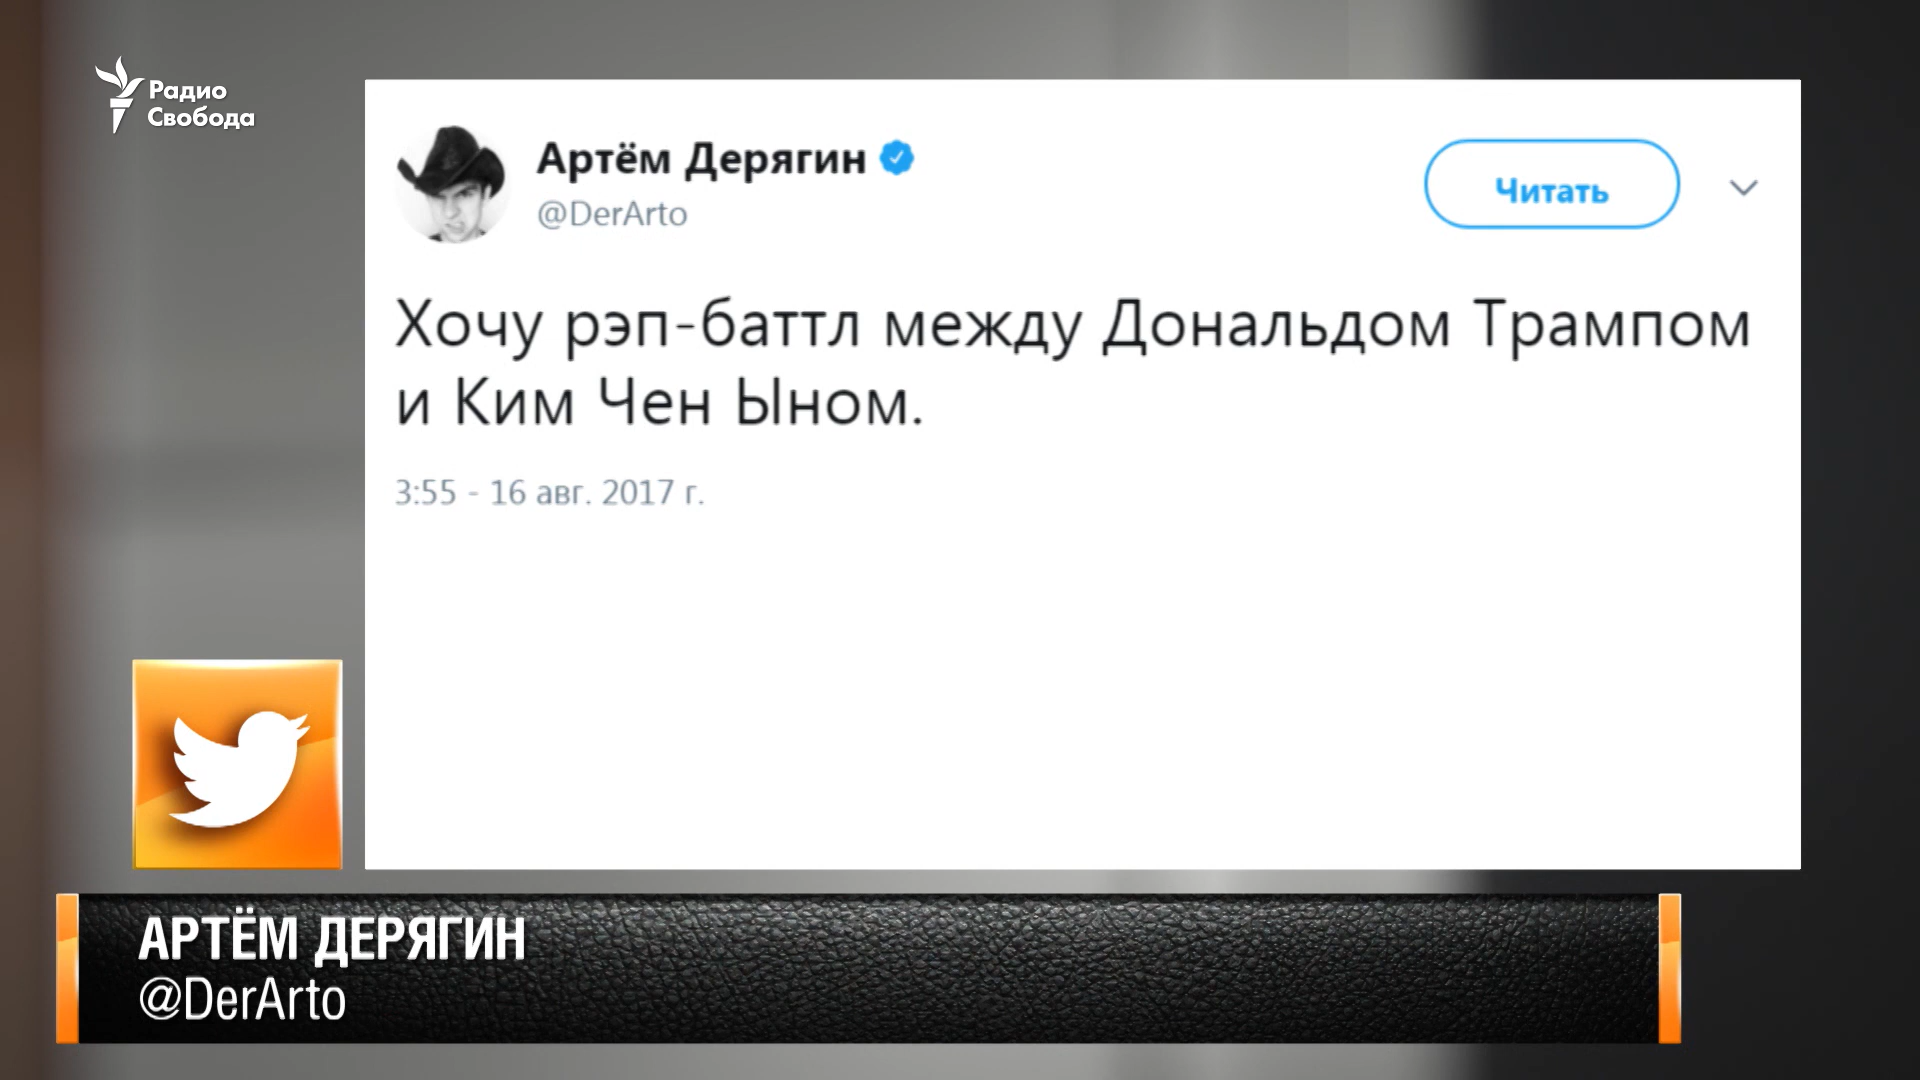 Радио
Свобода
Артём Дерягин
@DerArto
Читать
Хочу рэп-баттл между Дональдом Трампом
и Ким Чен Ыном.
3:55 - 16 авг. 2017 г.
АРТЁМ ДЕРЯГИН
@DerArto